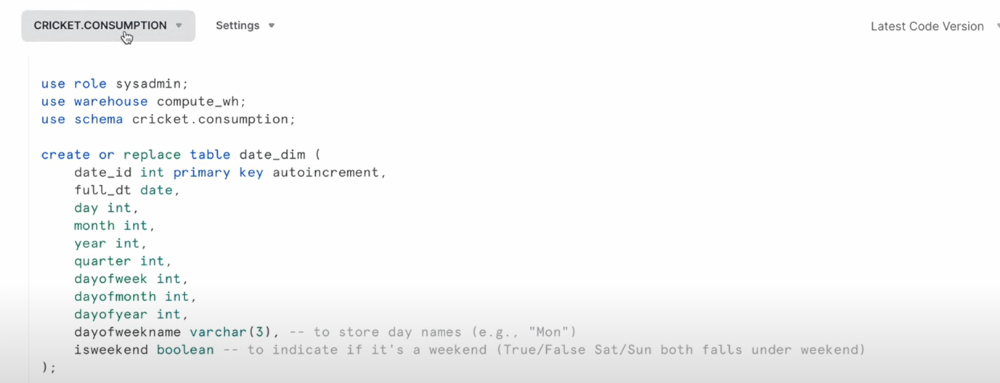 CRICKET.CONSUMPTION Settings Latest Code Version
use role sysadmin;
use warehouse compute_wh;
use schema cricket.consumption;
create or replace table date_dim (
    date_id int primary key autoincrement,
    full_dt date,
    day int,
    month int,
    year int,
    quarter int,
    dayofweek int,
    dayofmonth int,
    dayofyear int,
    dayofweekname varchar(3), -- to store day names (e.g., "Mon")
    isweekend boolean -- to indicate if it's a weekend (True/False Sat/Sun both falls under weekend)
);